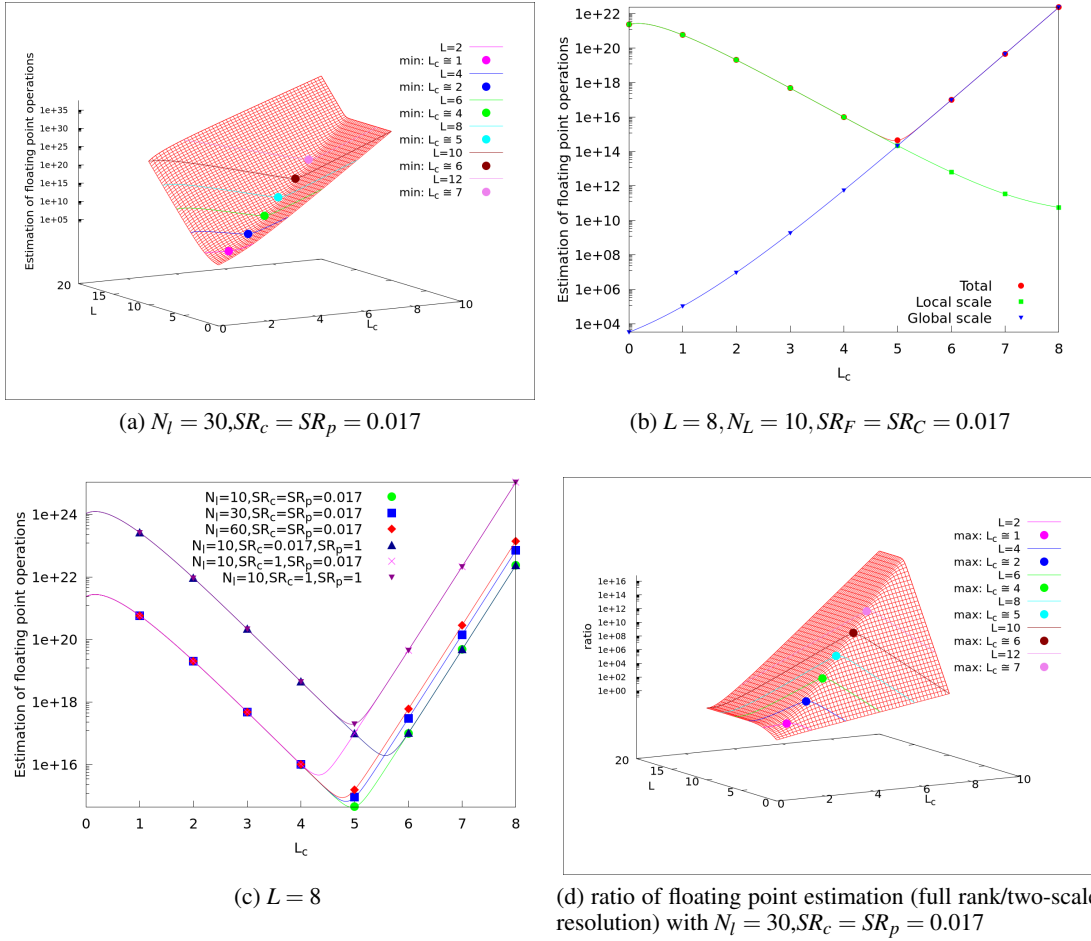 L=2
min: L_c ≅ 1
L=4
min: L_c ≅ 2
L=6
min: L_c ≅ 4
L=8
min: L_c ≅ 5
L=10
min: L_c ≅ 6
L=12
min: L_c ≅ 7
Estimation of floating point operations
1e+35
1e+30
1e+25
1e+20
1e+15
1e+10
1e+05
20
15
10
5
0
L
0
2
4
6
8
10
L_c
(a) N_l = 30,SR_c = SR_p = 0.017
Estimation of floating point operations
1e+22
1e+20
1e+18
1e+16
1e+14
1e+12
1e+10
1e+08
1e+06
1e+04
Total
Local scale
Global scale
0 1 2 3 4 5 6 7 8
L_c
(b) L = 8,N_L = 10,SR_F = SR_C = 0.017
Estimation of floating point operations
1e+24
1e+22
1e+20
1e+18
1e+16
N_l=10,SR_c=SR_p=0.017
N_l=30,SR_c=SR_p=0.017
N_l=60,SR_c=SR_p=0.017
N_l=10,SR_c=0.017,SR_p=1
N_l=10,SR_c=1,SR_p=0.017
N_l=10,SR_c=1,SR_p=1
0 1 2 3 4 5 6 7 8
L_c
(c) L = 8
L=2
max: L_c ≅ 1
L=4
max: L_c ≅ 2
L=6
max: L_c ≅ 4
L=8
max: L_c ≅ 5
L=10
max: L_c ≅ 6
L=12
max: L_c ≅ 7
ratio
1e+16
1e+14
1e+12
1e+10
1e+08
1e+06
1e+04
1e+02
1e+00
20
15
10
5
0
L
0
2
4
6
8
10
L_c
(d) ratio of floating point estimation (full rank/two-scale
resolution) with N_l = 30,SR_c = SR_p = 0.017